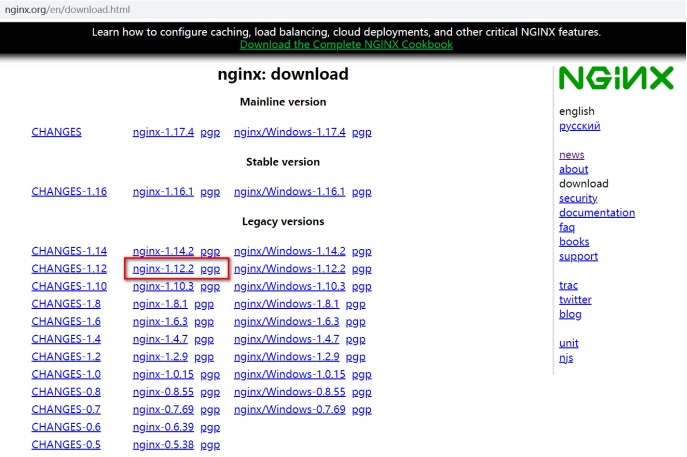 nginx.org/en/download.html
Learn how to configure caching, load balancing, cloud deployments, and other critical NGINX features.
Download the Complete NGINX Cookbook
nginx: download
Mainline version
CHANGES nginx-1.17.4 pgp nginx/Windows-1.17.4 pgp
Stable version
CHANGES-1.16 nginx-1.16.1 pgp nginx/Windows-1.16.1 pgp
Legacy versions
CHANGES-1.14 nginx-1.14.2 pgp nginx/Windows-1.14.2 pgp
CHANGES-1.12 nginx-1.12.2 pgp nginx/Windows-1.12.2 pgp
CHANGES-1.10 nginx-1.10.3 pgp nginx/Windows-1.10.3 pgp
CHANGES-1.8 nginx-1.8.1 pgp nginx/Windows-1.8.1 pgp
CHANGES-1.6 nginx-1.6.3 pgp nginx/Windows-1.6.3 pgp
CHANGES-1.4 nginx-1.4.7 pgp nginx/Windows-1.4.7 pgp
CHANGES-1.2 nginx-1.2.9 pgp nginx/Windows-1.2.9 pgp
CHANGES-1.0 nginx-1.0.15 pgp nginx/Windows-1.0.15 pgp
CHANGES-0.8 nginx-0.8.55 pgp nginx/Windows-0.8.55 pgp
CHANGES-0.7 nginx-0.7.69 pgp nginx/Windows-0.7.69 pgp
CHANGES-0.6 nginx-0.6.39 pgp
CHANGES-0.5 nginx-0.5.38 pgp
NGINX
english
русский
news
about
download
security
documentation
faq
books
support
trac
twitter
blog
unit
njs